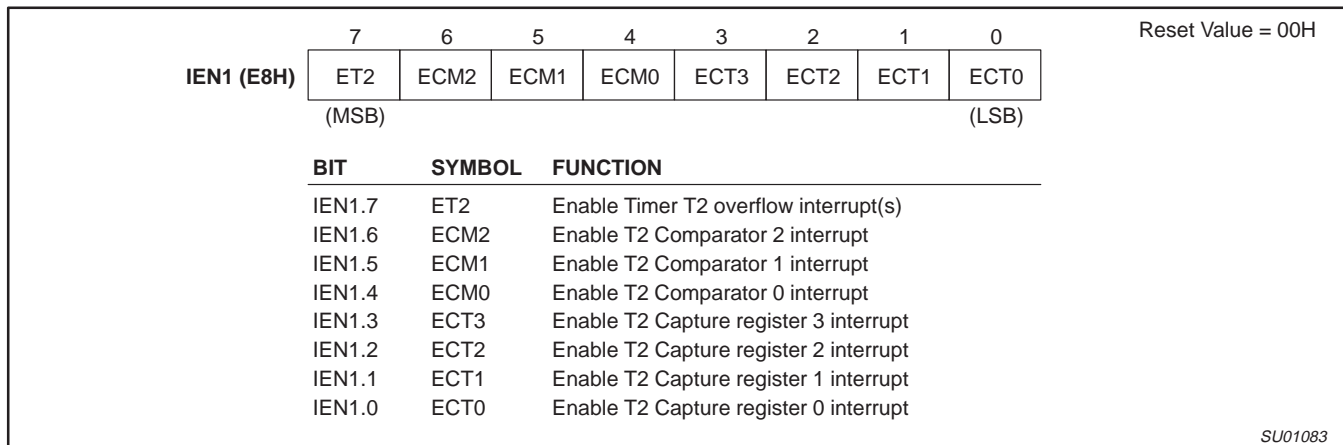 Reset Value = 00H
7 6 5 4 3 2 1 0
IEN1 (E8H) ET2 ECM2 ECM1 ECM0 ECT3 ECT2 ECT1 ECT0
(MSB) (LSB)
BIT SYMBOL FUNCTION
IEN1.7 ET2 Enable Timer T2 overflow interrupt(s)
IEN1.6 ECM2 Enable T2 Comparator 2 interrupt
IEN1.5 ECM1 Enable T2 Comparator 1 interrupt
IEN1.4 ECM0 Enable T2 Comparator 0 interrupt
IEN1.3 ECT3 Enable T2 Capture register 3 interrupt
IEN1.2 ECT2 Enable T2 Capture register 2 interrupt
IEN1.1 ECT1 Enable T2 Capture register 1 interrupt
IEN1.0 ECT0 Enable T2 Capture register 0 interrupt
SU01083